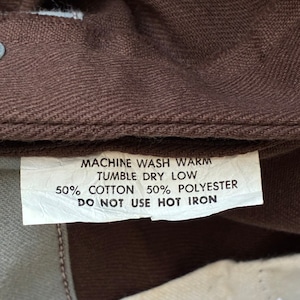 MACHINE WASH WARM
TUMBLE DRY LOW
50% COTTON 50% POLYESTER
DO NOT USE HOT IRON